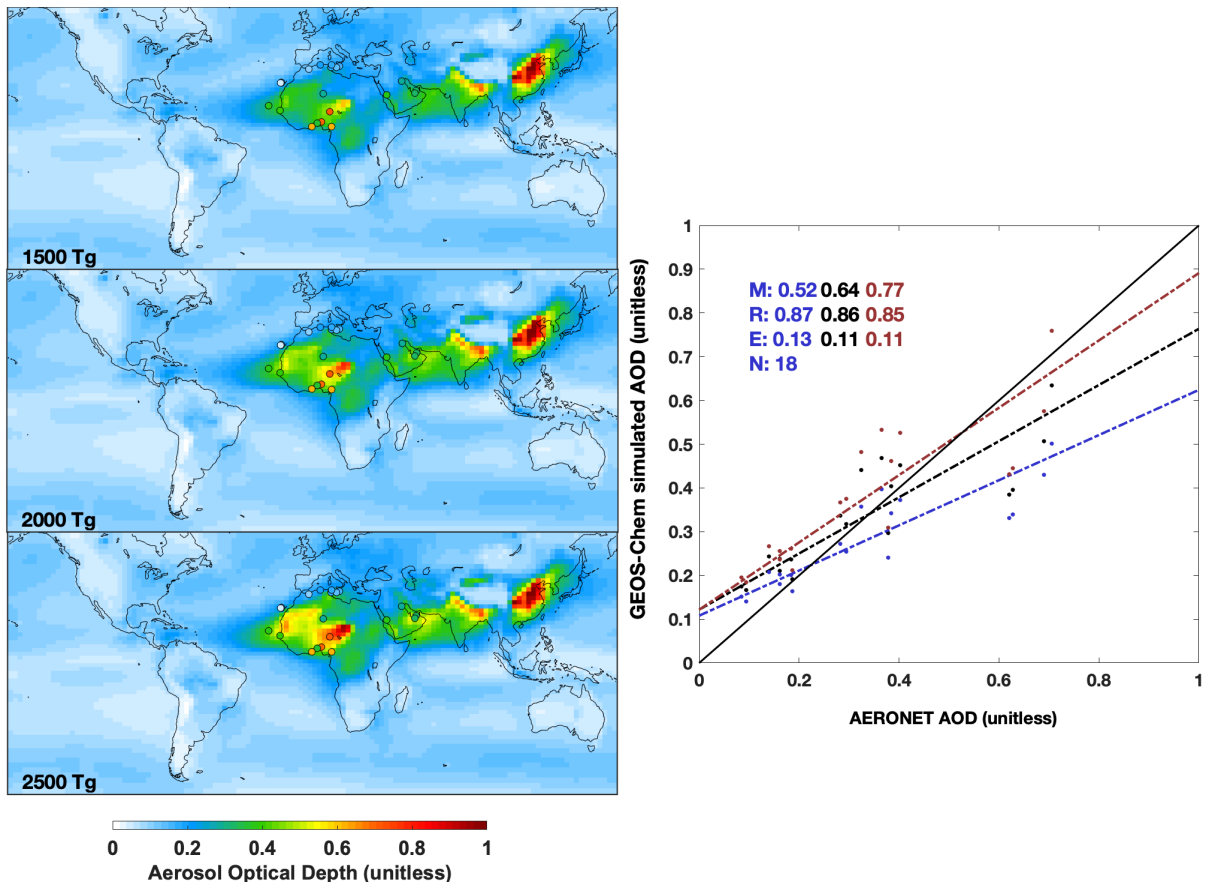 1500 Tg
2000 Tg
2500 Tg
0 0.2 0.4 0.6 0.8 1
Aerosol Optical Depth (unitless)
GEOS-Chem simulated AOD (unitless)
1
0.9
0.8
0.7
0.6
0.5
0.4
0.3
0.2
0.1
0
M: 0.52 0.64 0.77
R: 0.87 0.86 0.85
E: 0.13 0.11 0.11
N: 18
0 0.2 0.4 0.6 0.8 1
AERONET AOD (unitless)